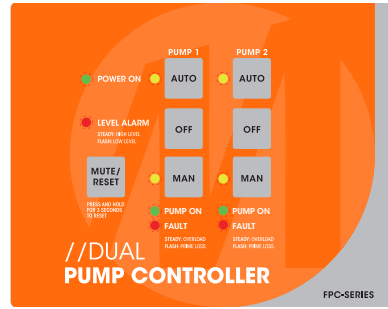 PUMP 1 PUMP 2
POWER ON AUTO AUTO
LEVEL ALARM OFF OFF
STEADY: HIGH LEVEL
FLASH: LOW LEVEL
MUTE/
RESET MAN MAN
PRESS AND HOLD
FOR 3 SECONDS
TO RESET
PUMP ON PUMP ON
FAULT FAULT
STEADY: OVERLOAD STEADY: OVERLOAD
FLASH: PRIME LOSS FLASH: PRIME LOSS
//DUAL
PUMP CONTROLLER
FPC-SERIES